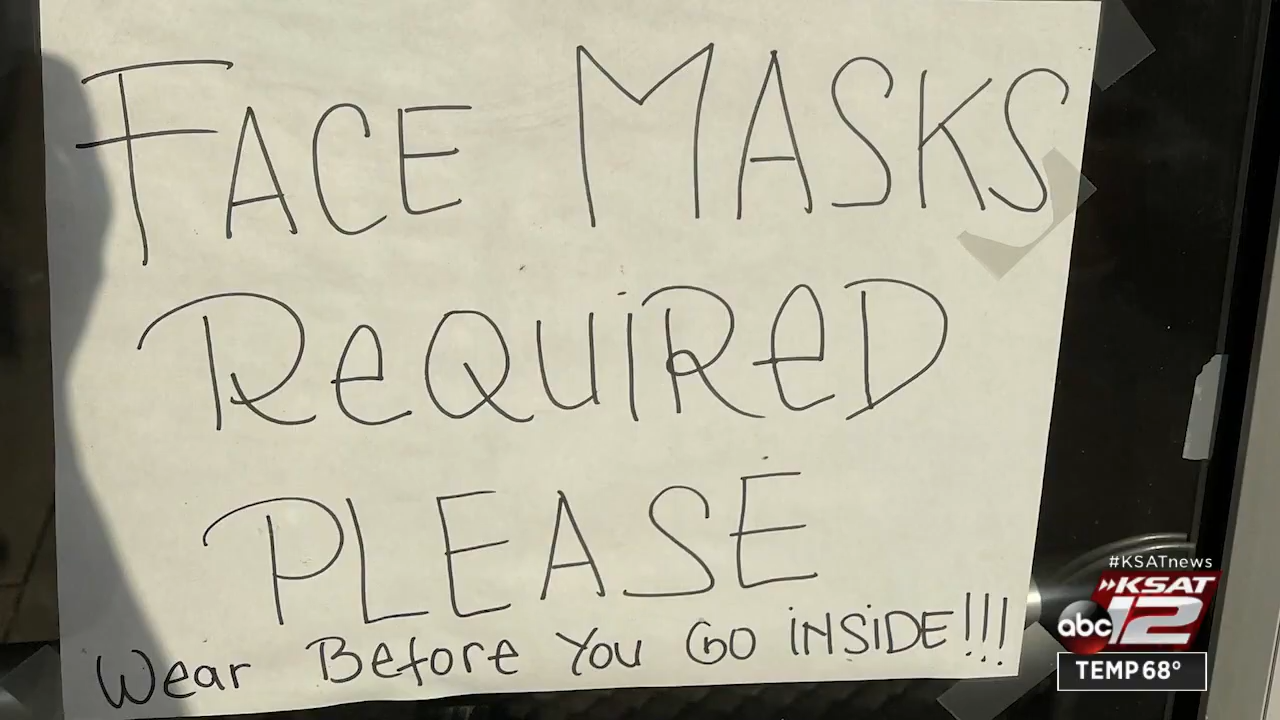 FACE MASKS
ReQUiReD
PLEASE
Wear Before You GO iNSiDE!!!
#KSATnews
KSAT
abc 12
TEMP 68°